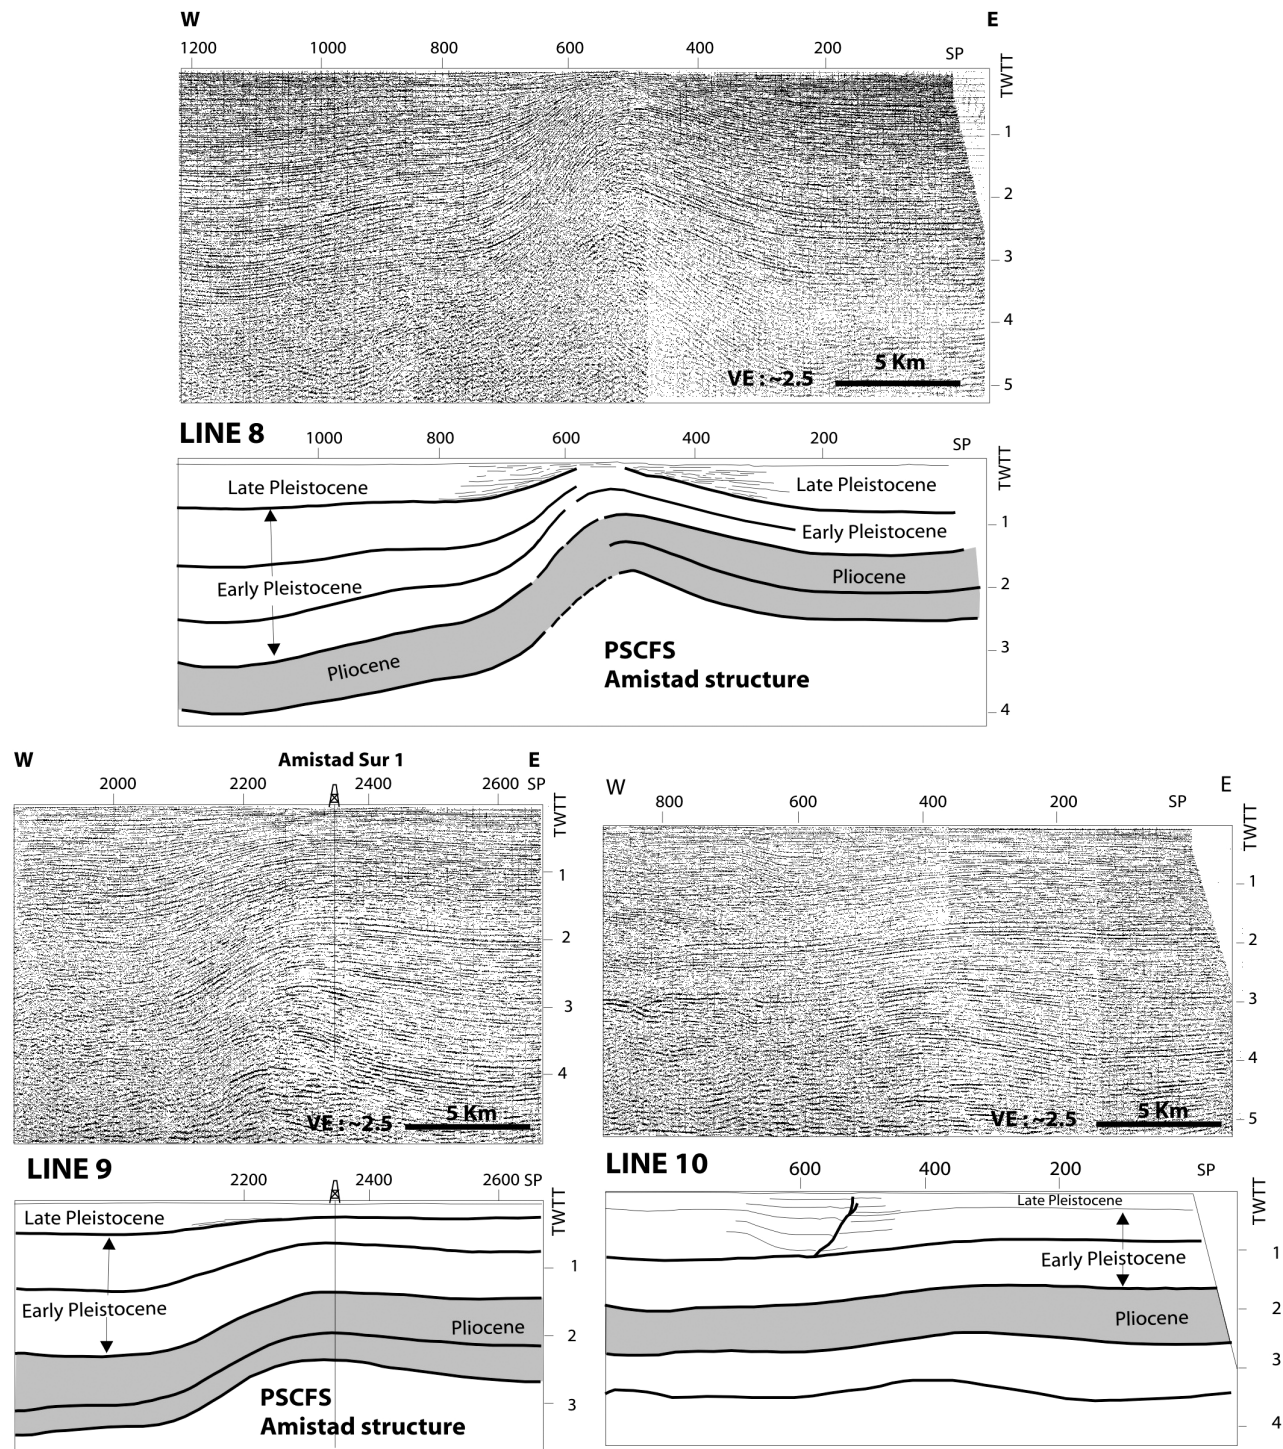 W E
1200 1000 800 600 400 200 SP
TWTT
1
2
3
4
5
5 Km
VE : ~2.5
LINE 8
1000 800 600 400 200 SP
TWTT
Late Pleistocene Late Pleistocene
1
Early Pleistocene
Pliocene
2
Early Pleistocene
3
PSCFS
Pliocene
Amistad structure
4
W Amistad Sur 1 E
2000 2200 2400 2600 SP
TWTT
1
2
3
4
5 Km
VE : ~2.5
W E
800 600 400 200 SP
TWTT
1
2
3
4
5
5 Km
VE : ~2.5
LINE 9
2200 2400 2600 SP
TWTT
Late Pleistocene
1
Early Pleistocene
Pliocene
2
3
PSCFS
Amistad structure
LINE 10
600 400 200 SP
TWTT
Late Pleistocene
1
Early Pleistocene
2
Pliocene
3
4